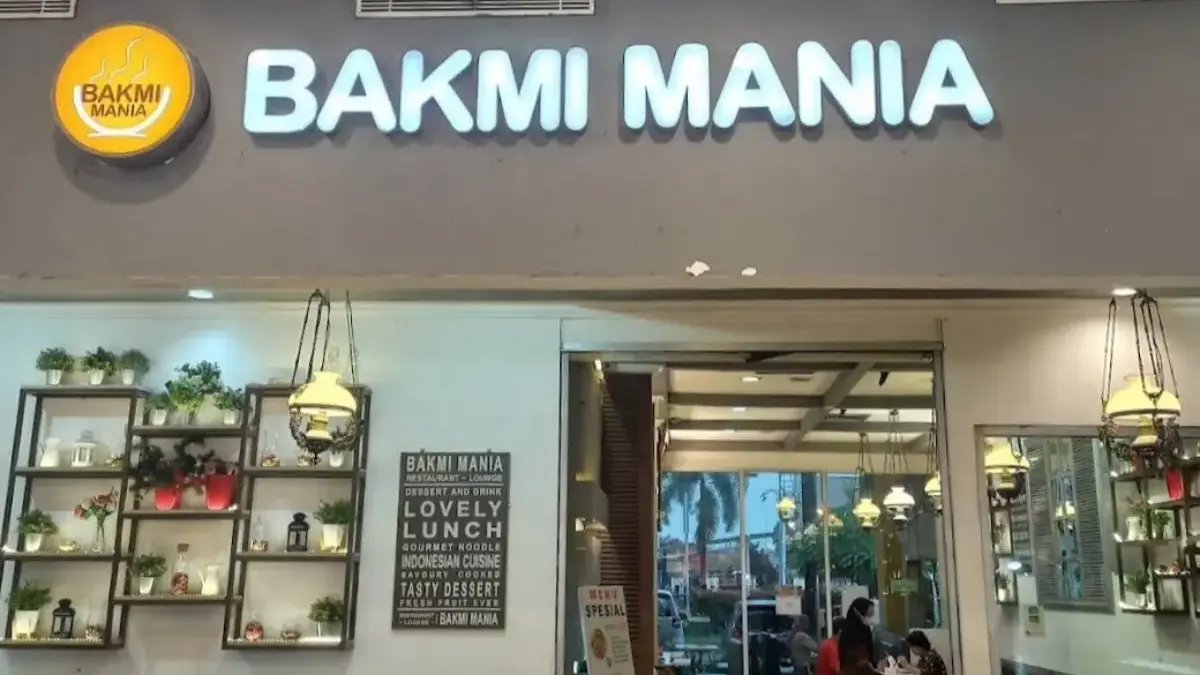 BAKMI
MANIA
BAKMI MANIA
BAKMI MANIA
RESTAURANT - LOUNGE
DESSERT AND DRINK
LOVELY
LUNCH
GOURMET NOODLE
INDONESIAN CUISINE
SAVOURY COOKED
TASTY DESSERT
FRESH FRUIT EVER
- LOUNGE - BAKMI MANIA
MENU
SPESIAL